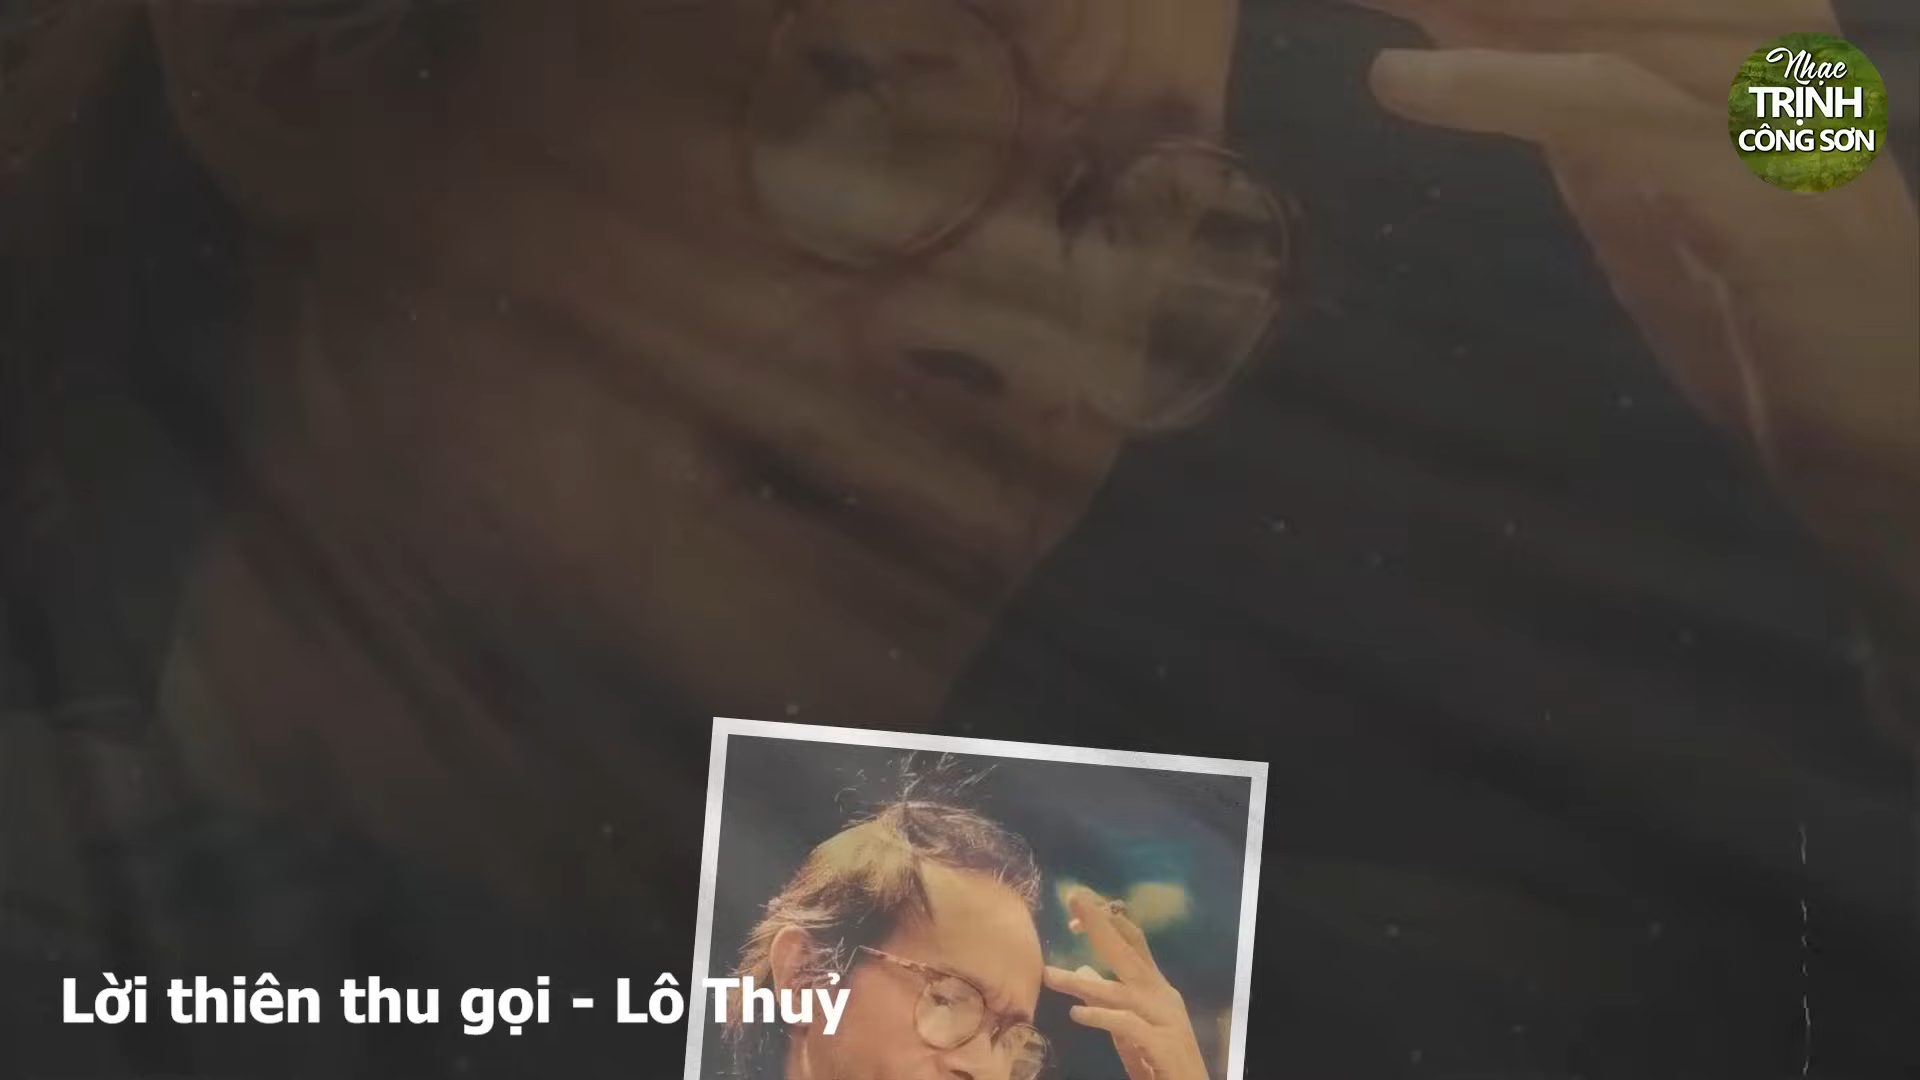 Nhạc
TRỊNH
CÔNG SƠN
Lời thiên thu gọi - Lô Thuỷ